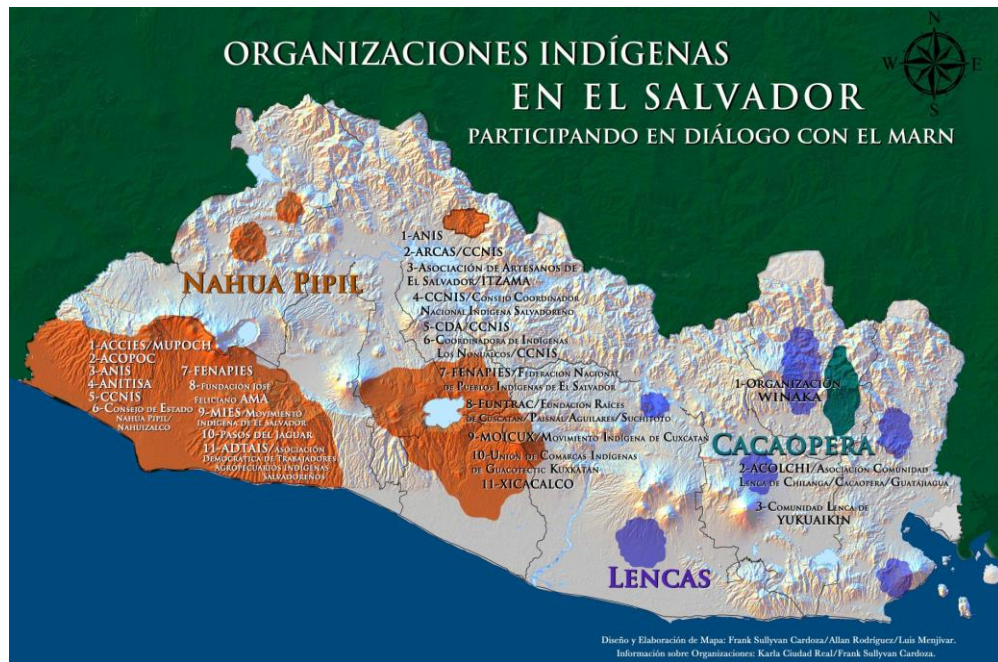 ORGANIZACIONES INDÍGENAS
EN EL SALVADOR
PARTICIPANDO EN DIÁLOGO CON EL MARN
N
W
E
S
NAHUA PIPIL
1-ACCIES/MUPOCH
2-ACOPOC
3-ANIS
4-ANITISA
5-CCNIS
6-CONSEJO DE ESTADO
NAHUA PIPIL/
NAHUIZALCO
7-FENAPIES
8-FUNDACIÓN JOSÉ
FELICIANO AMA
9-MIES/MOVIMIENTO
INDÍGENA DE EL SALVADOR
10-PASOS DEL JAGUAR
11-ADTAIS/ASOCIACIÓN
DEMOCRÁTICA DE TRABAJADORES
AGROPECUARIOS INDÍGENAS
SALVADOREÑOS
1-ANIS
2-ARCAS/CCNIS
3-ASOCIACIÓN DE ARTESANOS DE
EL SALVADOR/ITZAMA
4-CCNIS/CONSEJO COORDINADOR
NACIONAL INDÍGENA SALVADOREÑO
5-CDA/CCNIS
6-COORDINADORA DE INDÍGENAS
LOS NONUALCOS/CCNIS
7-FENAPIES/FEDERACIÓN NACIONAL
DE PUEBLOS INDÍGENAS DE EL SALVADOR
8-FUNTRAC/FUNDACIÓN RAÍCES
DE CUSCATAN/PAISNAL/AGUILARES/SUCHITOTO
9-MOICUX/MOVIMIENTO INDÍGENA DE CUXCATÁN
10-UNIÓN DE COMARCAS INDÍGENAS
DE GUACOTECTIC KUXKATAN
11-XICACALCO
1-ORGANIZACIÓN
WINAKA
CACAOPERA
2-ACOLCHI/ASOCIACIÓN COMUNIDAD
LENCA DE CHILANGA/CACAOPERA/GUATAJIAGUA
3-COMUNIDAD LENCA DE
YUKUAIKIN
LENCAS
Diseño y Elaboración de Mapa: Frank Sullyvan Cardoza/Allan Rodríguez/Luis Menjívar.
Información sobre Organizaciones: Karla Ciudad Real/Frank Sullyvan Cardoza.